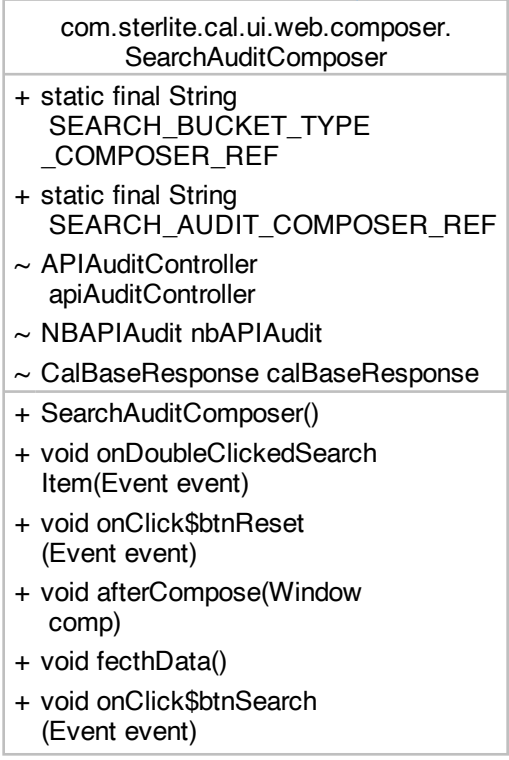 com.sterlite.cal.ui.web.composer.
SearchAuditComposer
+ static final String
SEARCH_BUCKET_TYPE
_COMPOSER_REF
+ static final String
SEARCH_AUDIT_COMPOSER_REF
~ APIAuditController
apiAuditController
~ NBAPIAudit nbAPIAudit
~ CalBaseResponse calBaseResponse
+ SearchAuditComposer()
+ void onDoubleClickedSearch
Item(Event event)
+ void onClick$btnReset
(Event event)
+ void afterCompose(Window
comp)
+ void fecthData()
+ void onClick$btnSearch
(Event event)